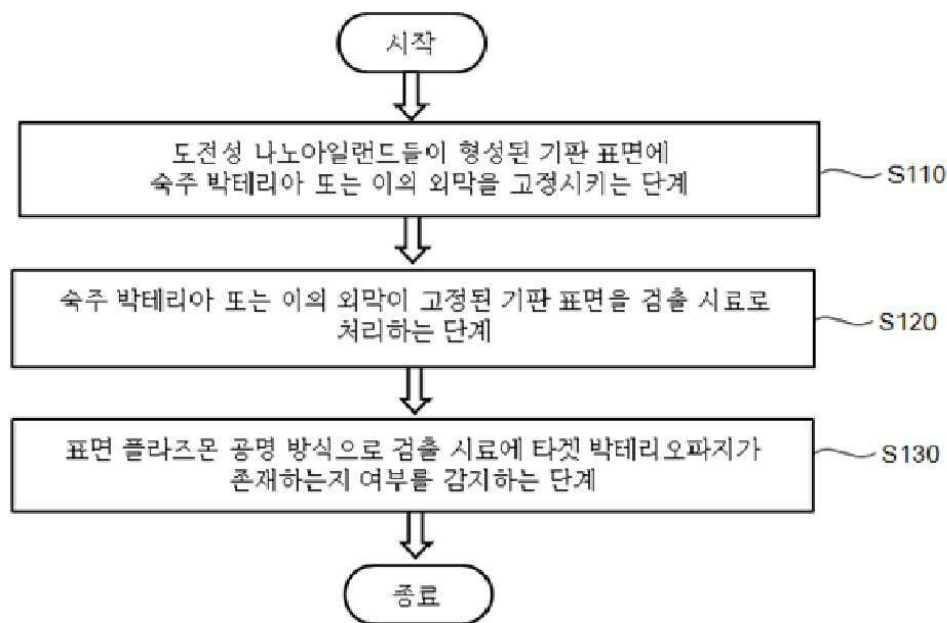 시작
도전성 나노아일랜드들이 형성된 기판 표면에
숙주 박테리아 또는 이의 외막을 고정시키는 단계
S110
숙주 박테리아 또는 이의 외막이 고정된 기판 표면을 검출 시료로
처리하는 단계
S120
표면 플라즈몬 공명 방식으로 검출 시료에 타겟 박테리오파지가
존재하는지 여부를 감지하는 단계
S130
종료